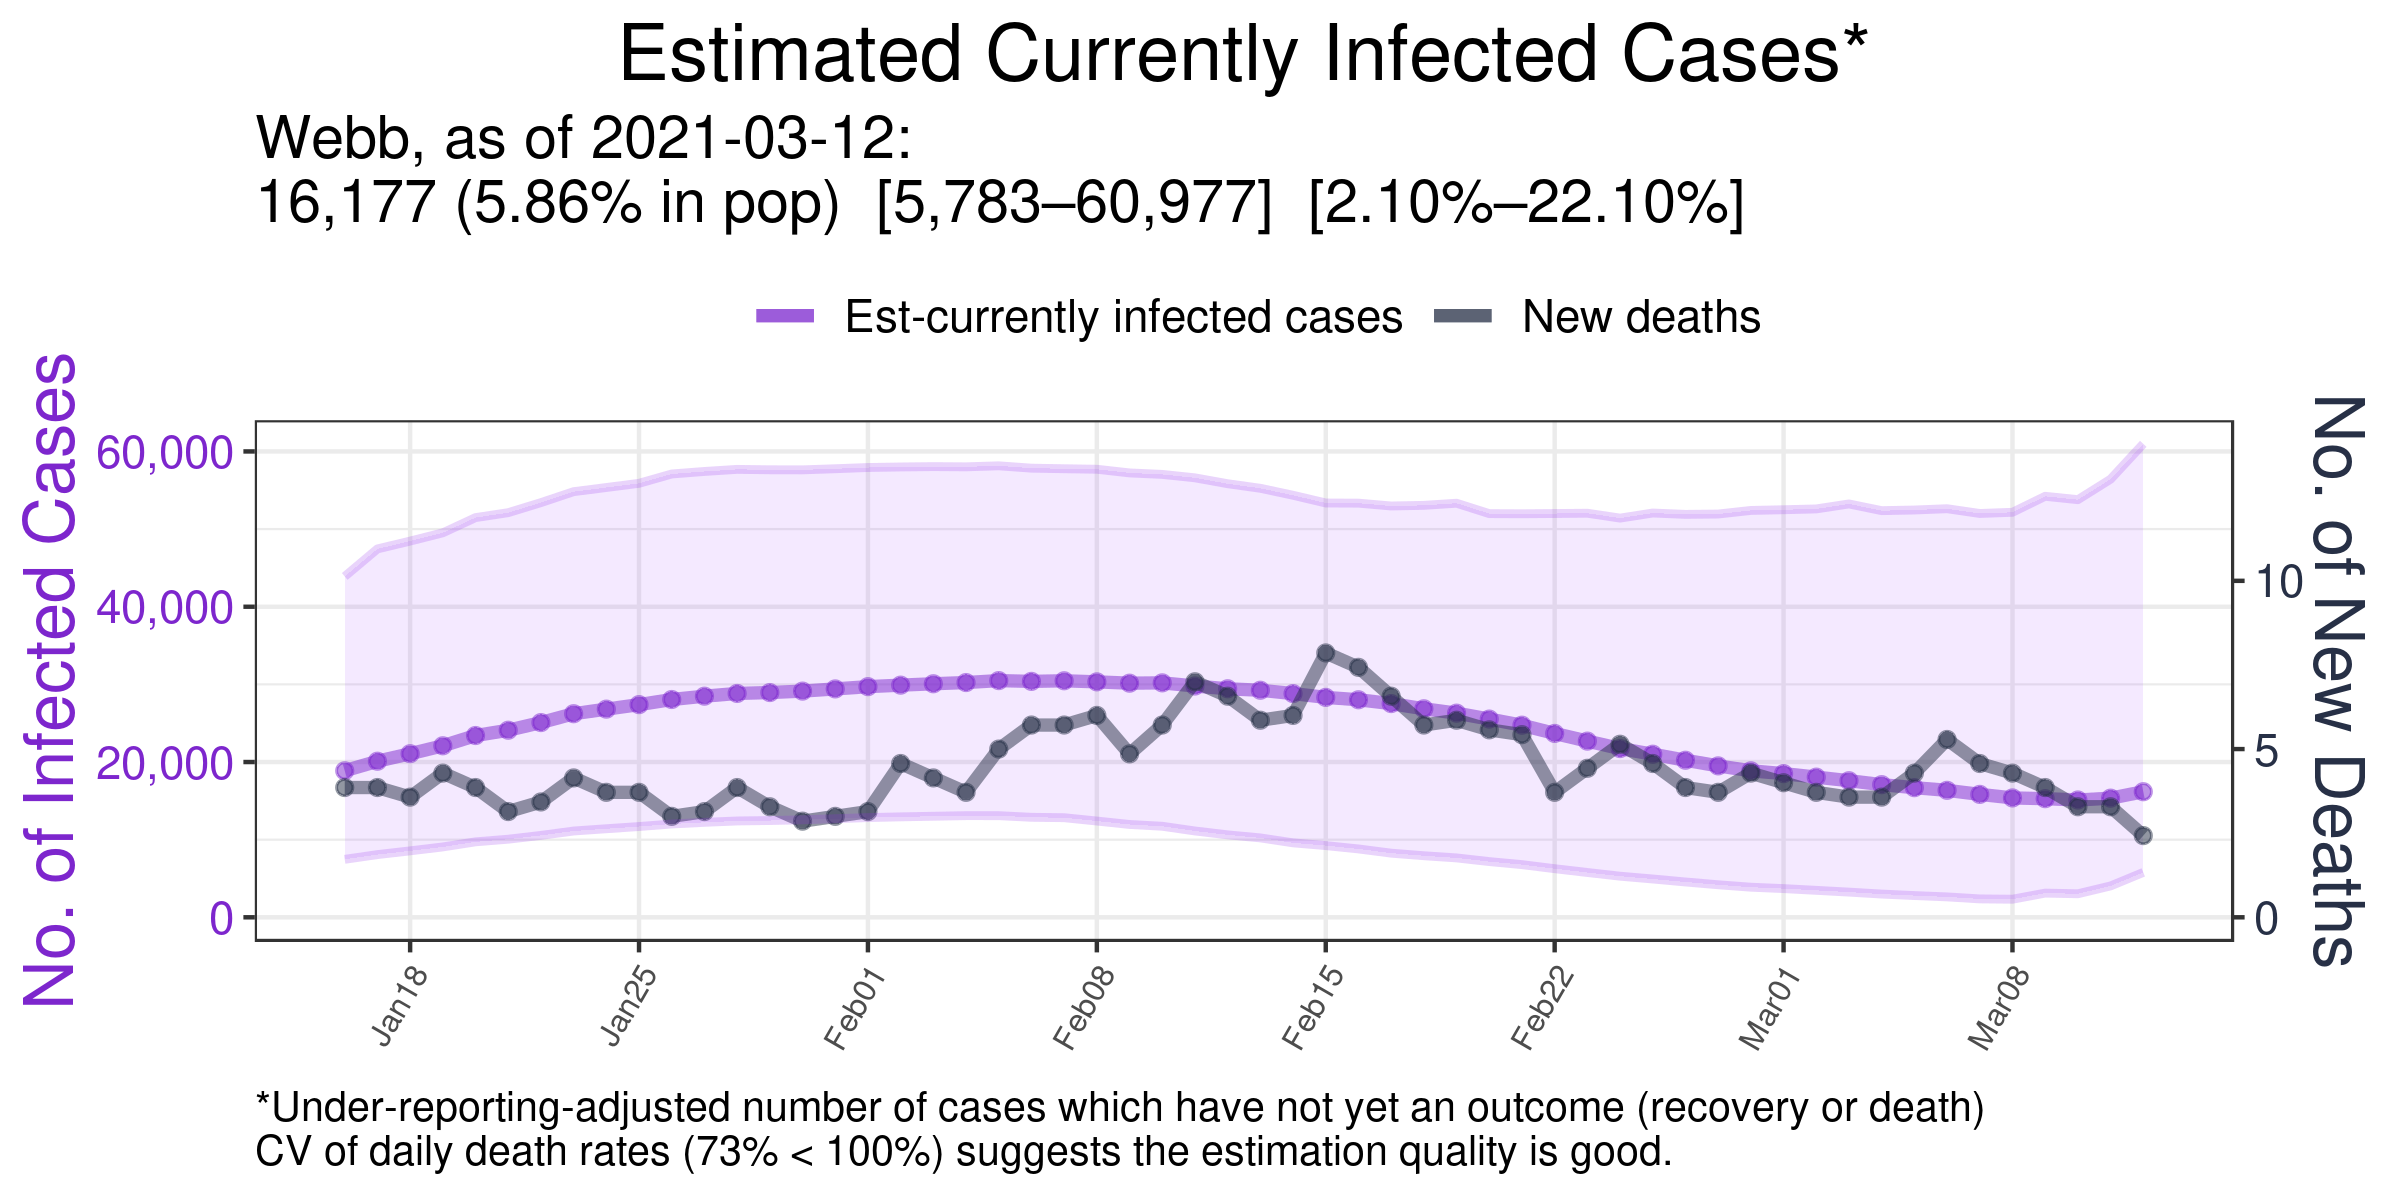 Estimated Currently Infected Cases*
Webb, as of 2021-03-12:
16,177 (5.86% in pop) [5,783–60,977] [2.10%–22.10%]
Est-currently infected cases New deaths
No. of Infected Cases
60,000
40,000
20,000
0
No. of New Deaths
10
5
0
Jan18 Jan25 Feb01 Feb08 Feb15 Feb22 Mar01 Mar08
*Under-reporting-adjusted number of cases which have not yet an outcome (recovery or death)
CV of daily death rates (73% < 100%) suggests the estimation quality is good.